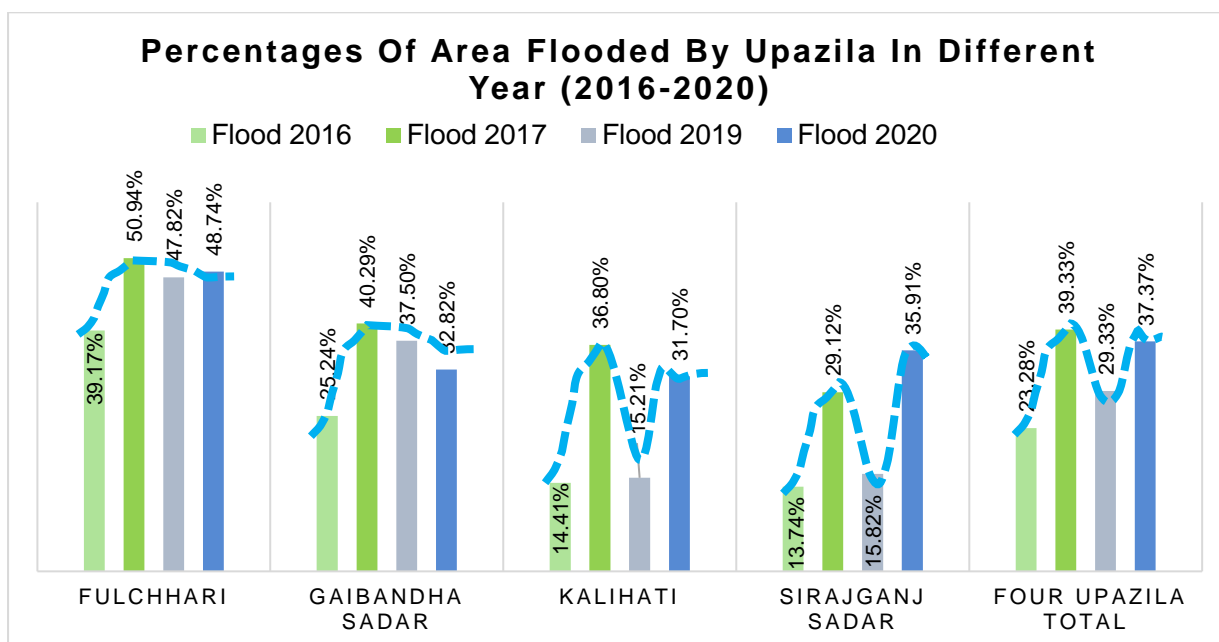 Percentages Of Area Flooded By Upazila In Different
Year (2016-2020)
Flood 2016 Flood 2017 Flood 2019 Flood 2020
39.17% 50.94% 47.82% 48.74%
25.24% 40.29% 37.50% 32.82%
14.41% 36.80% 15.21% 31.70%
13.74% 29.12% 15.82% 35.91%
23.28% 39.33% 29.33% 37.37%
FULCHHARI
GAIBANDHA
SADAR
KALIHATI
SIRAJGANJ
SADAR
FOUR UPAZILA
TOTAL